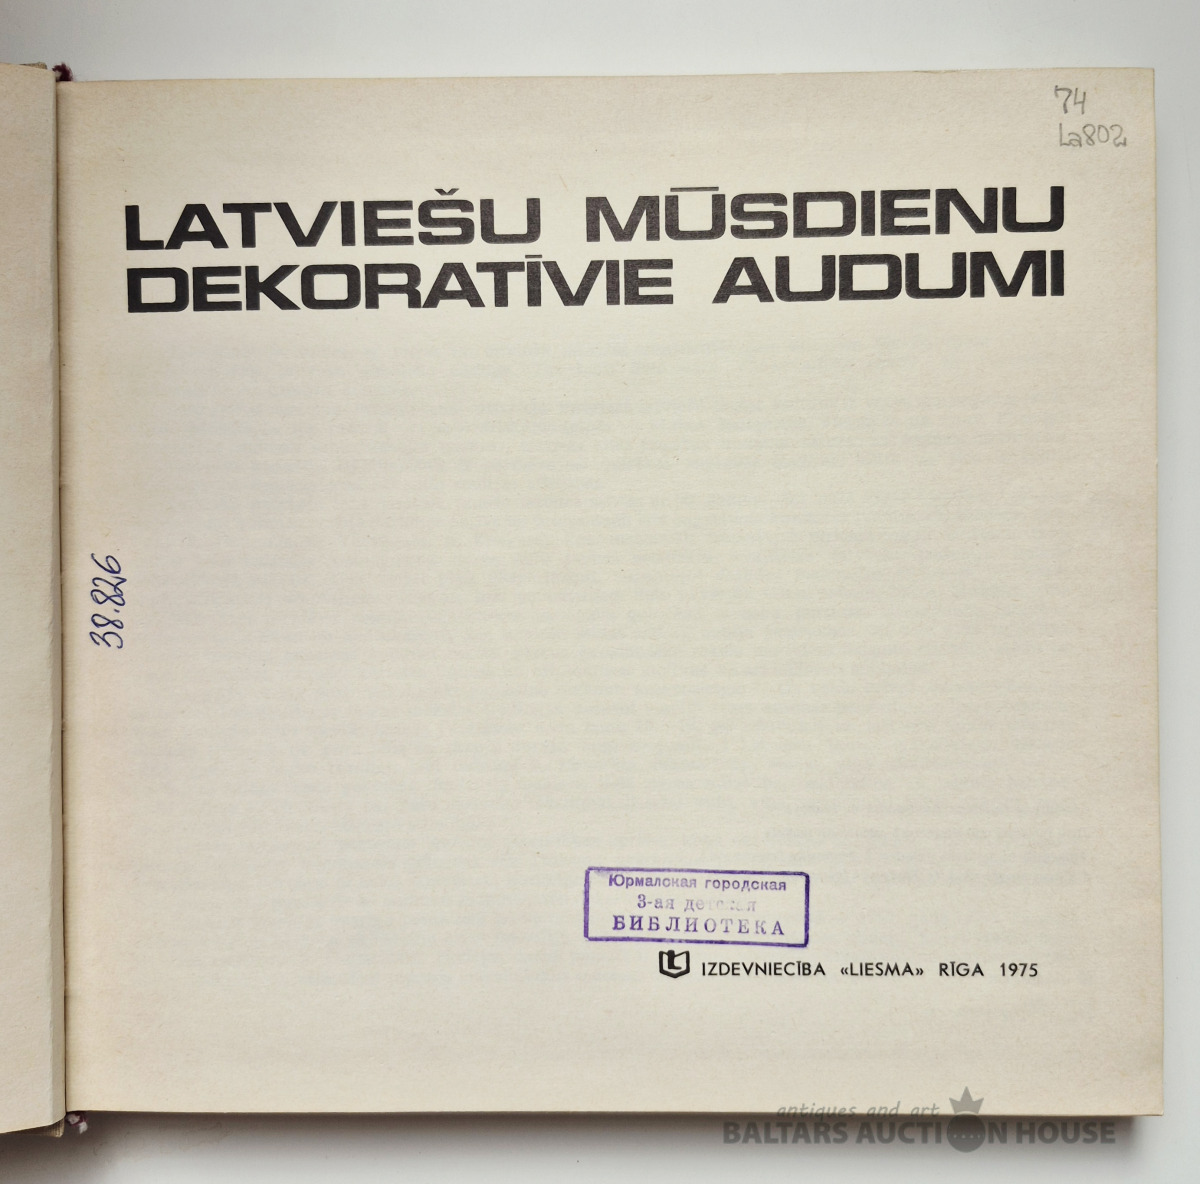 74
La802
LATVIEŠU MŪSDIENU
DEKORATĪVIE AUDUMI
38.826
Юрмалская городская
3-ая детская
БИБЛИОТЕКА
IZDEVNIECĪBA «LIESMA» RĪGA 1975
antiques and art
BALTARS AUCTION HOUSE